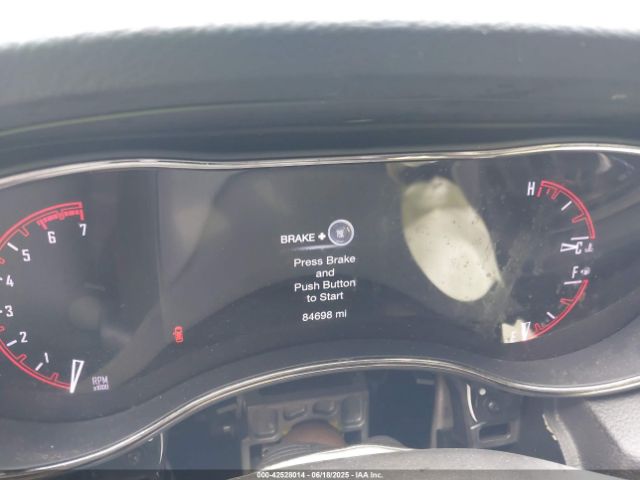 H
7
6
5
4
3
2
1
RPM
x1000
BRAKE +
Press Brake
and
Push Button
to Start
84698 mi
C
F
E
000-42528014 - 06/18/2025 - IAA Inc.